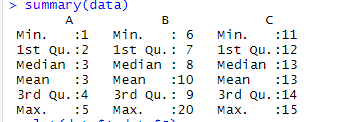 > summary(data)
A B C
Min. :1 Min. : 6 Min. :11
1st Qu.:2 1st Qu.: 7 1st Qu.:12
Median :3 Median : 8 Median :13
Mean :3 Mean :10 Mean :13
3rd Qu.:4 3rd Qu.: 9 3rd Qu.:14
Max. :5 Max. :20 Max. :15